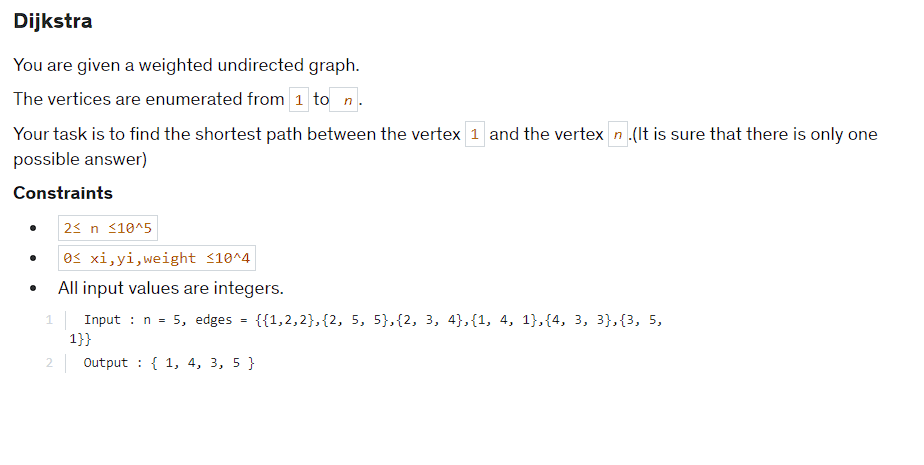 Dijkstra
You are given a weighted undirected graph.
The vertices are enumerated from 1 to n .
Your task is to find the shortest path between the vertex 1 and the vertex n .(It is sure that there is only one
possible answer)
Constraints
• 2≤ n ≤10^5
• 0≤ xi,yi,weight ≤10^4
• All input values are integers.
1 Input : n = 5, edges = {{1,2,2},{2, 5, 5},{2, 3, 4},{1, 4, 1},{4, 3, 3},{3, 5,
1}}
2 Output : { 1, 4, 3, 5 }